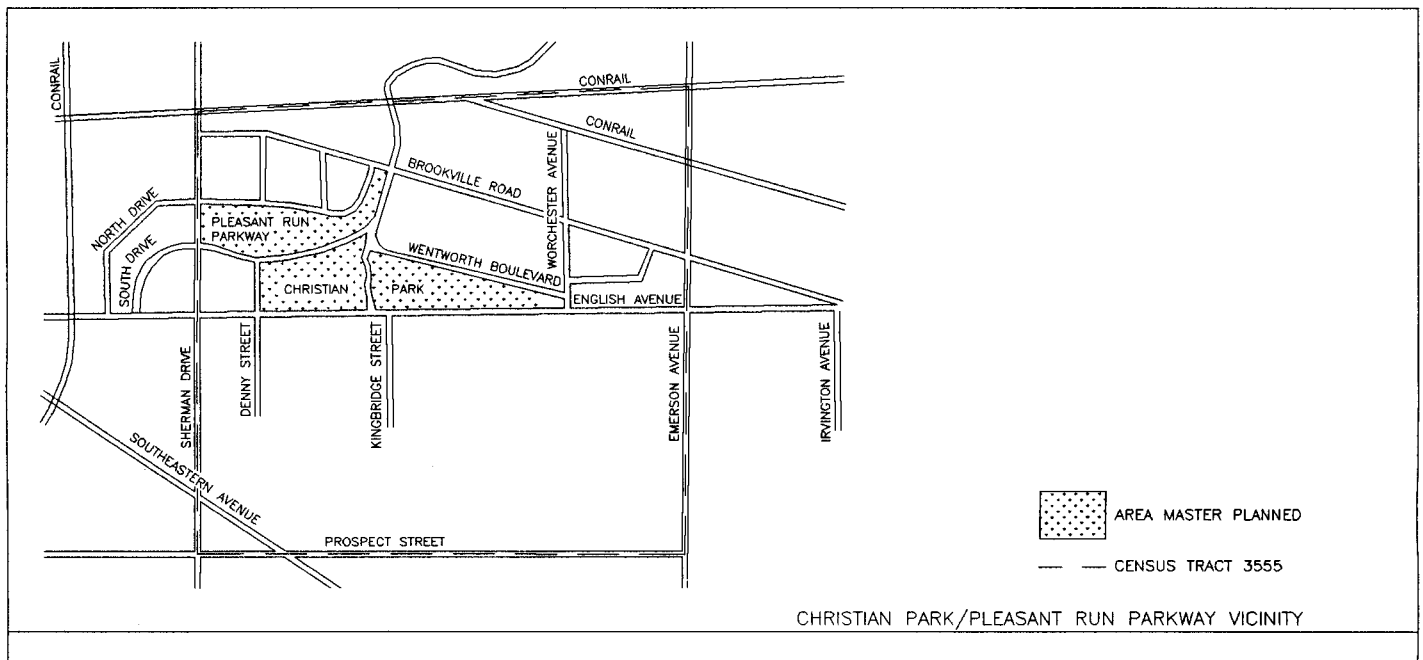 CONRAIL
CONRAIL
CONRAIL
BROOKVILLE ROAD
WORCHESTER AVENUE
NORTH DRIVE
SOUTH DRIVE
PLEASANT RUN
PARKWAY
WENTWORTH BOULEVARD
CHRISTIAN PARK
ENGLISH AVENUE
SHERMAN DRIVE
DENNY STREET
KINGBRIDGE STREET
EMERSON AVENUE
IRVINGTON AVENUE
SOUTHEASTERN AVENUE
PROSPECT STREET
AREA MASTER PLANNED
CENSUS TRACT 3555
CHRISTIAN PARK/PLEASANT RUN PARKWAY VICINITY